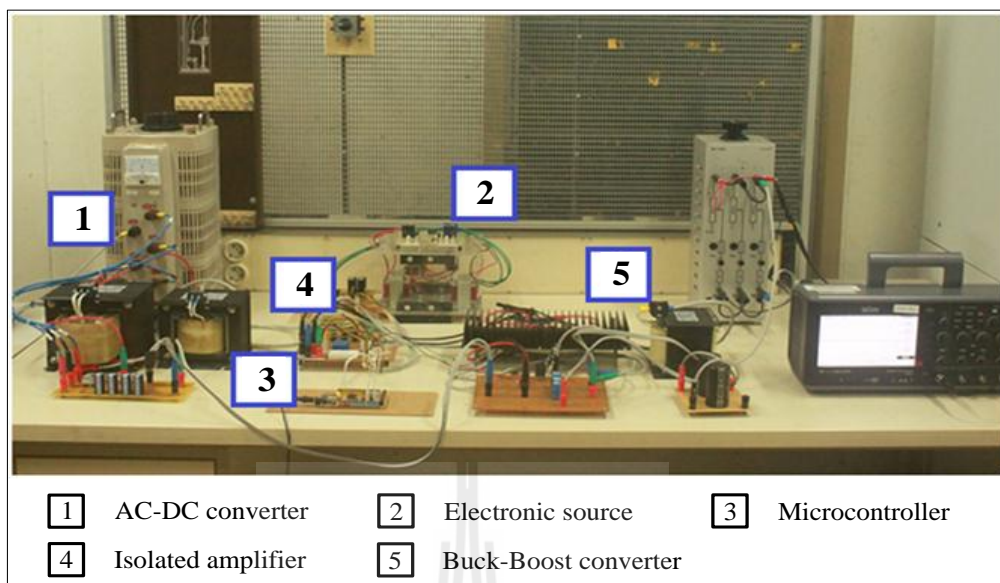 1
2
5
4
3
1 AC-DC converter 2 Electronic source 3 Microcontroller
4 Isolated amplifier 5 Buck-Boost converter